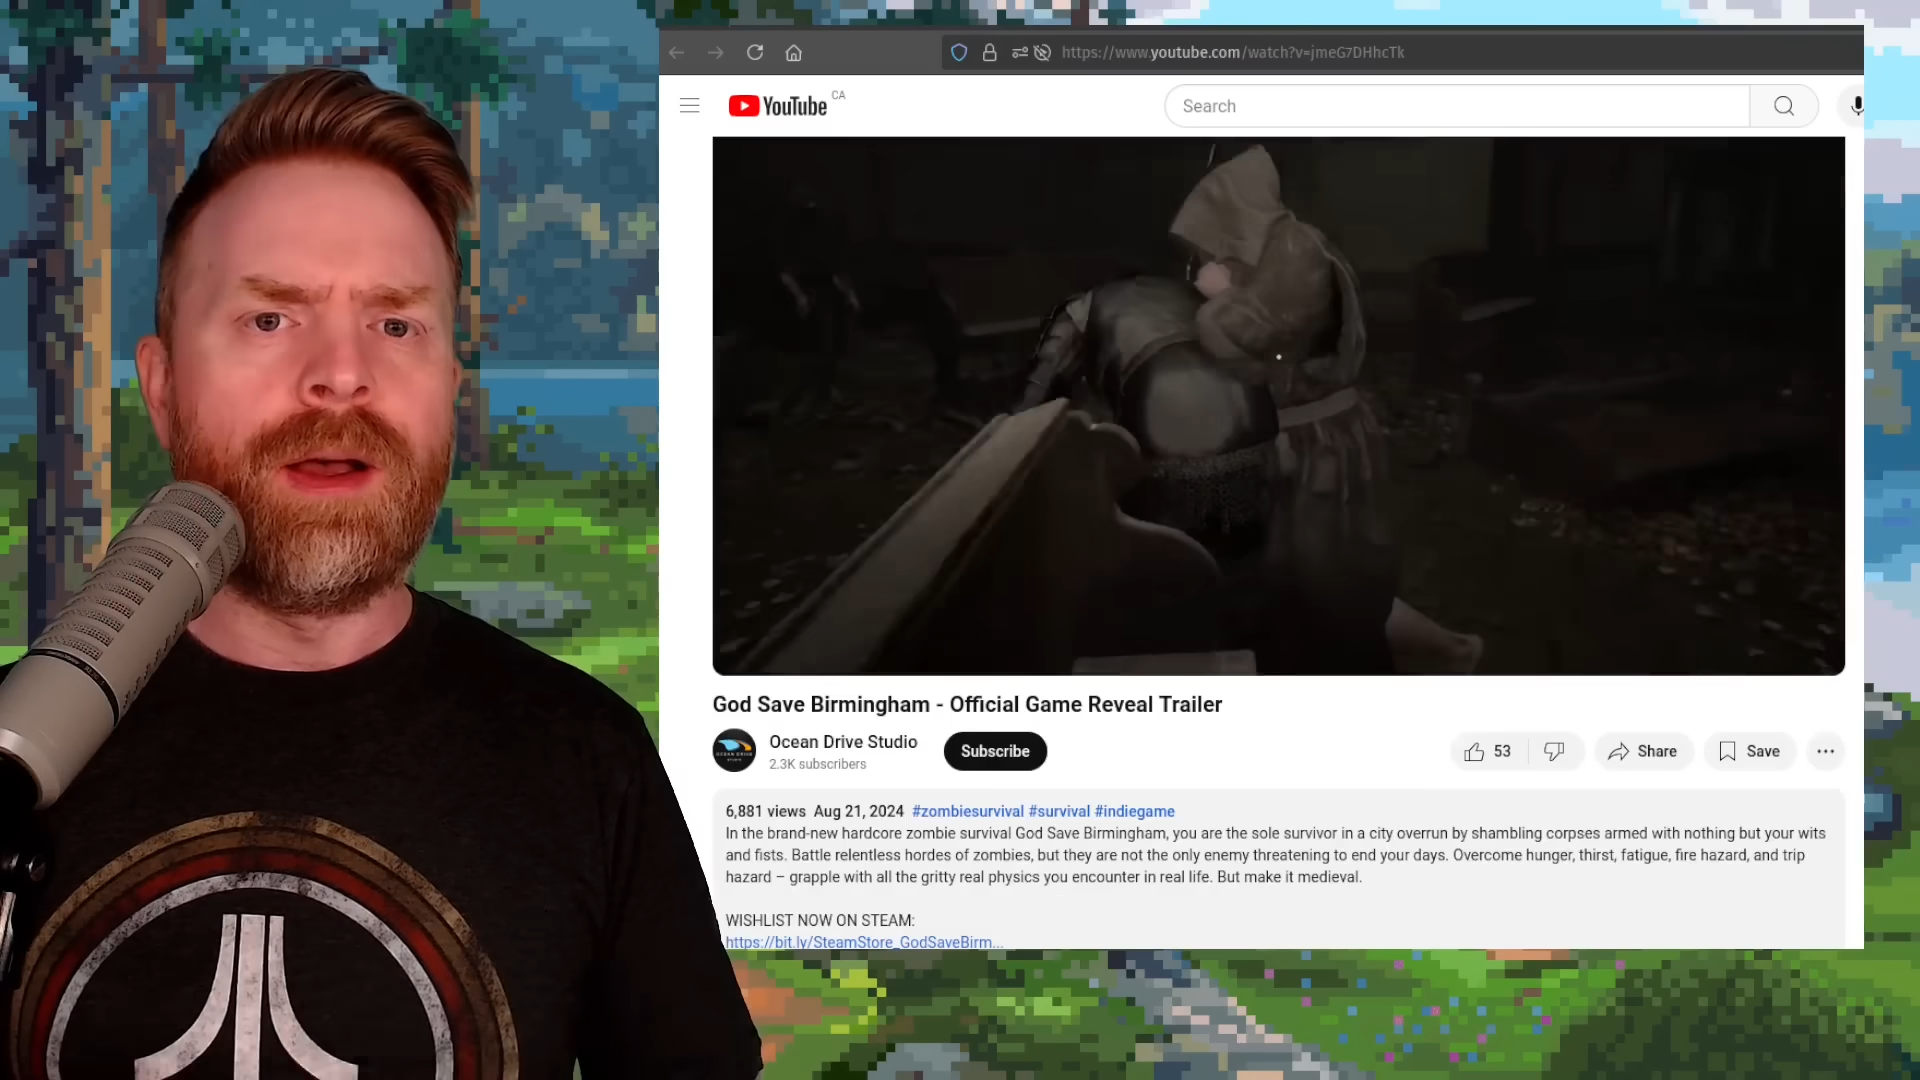 https://www.youtube.com/watch?v=jmeG7DHhcTk
YouTube CA
Search
God Save Birmingham - Official Game Reveal Trailer
Ocean Drive Studio
2.3K subscribers
Subscribe
53
Share
Save
6,881 views Aug 21, 2024 #zombiesurvival #survival #indiegame
In the brand-new hardcore zombie survival God Save Birmingham, you are the sole survivor in a city overrun by shambling corpses armed with nothing but your wits
and fists. Battle relentless hordes of zombies, but they are not the only enemy threatening to end your days. Overcome hunger, thirst, fatigue, fire hazard, and trip
hazard – grapple with all the gritty real physics you encounter in real life. But make it medieval.
WISHLIST NOW ON STEAM:
https://bit.ly/SteamStore_GodSaveBirm...